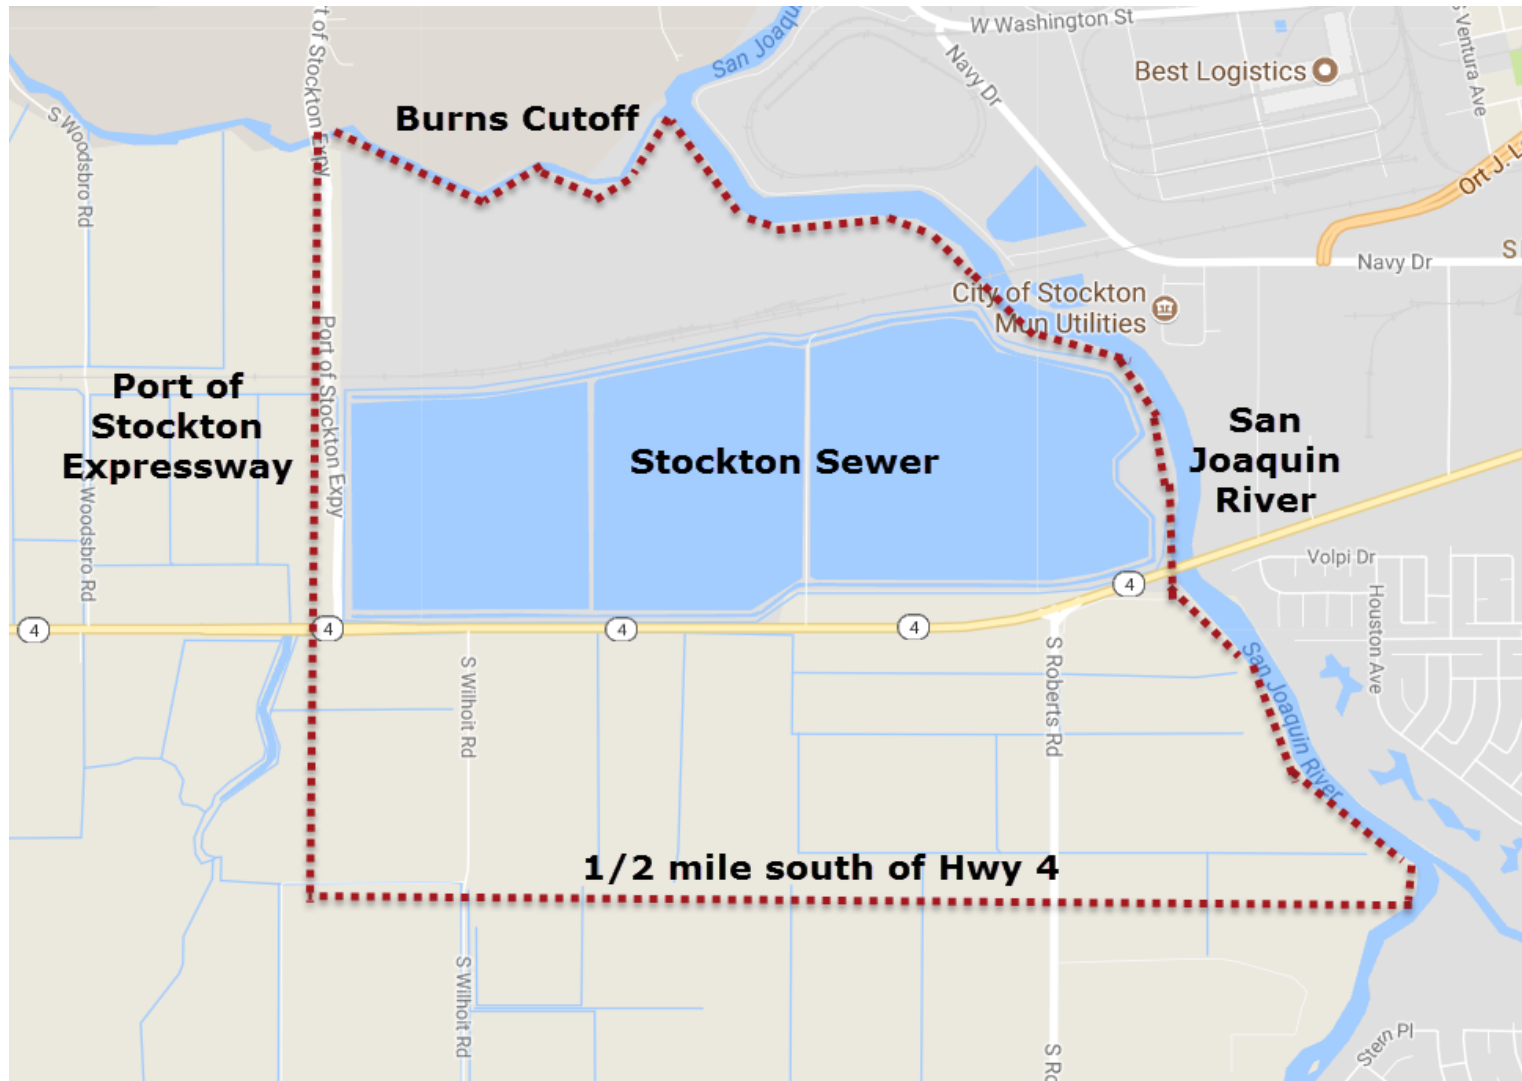 W Washington St
S Ventura Ave
San Joaqu
t of Stockton Expy
Navy Dr
Best Logistics
S Woodsbro Rd
Burns Cutoff
Ort J. L
Navy Dr
S
City of Stockton
Mun Utilities
Port of Stockton Expy
Port of
Stockton
Expressway
Stockton Sewer
San
Joaquin
River
S Woodsbro Rd
Volpi Dr
Houston Ave
4
4
4
4
4
S Wilhoit Rd
S Roberts Rd
San Joaquin River
1/2 mile south of Hwy 4
S Wilhoit Rd
S Ro
Stern Pl